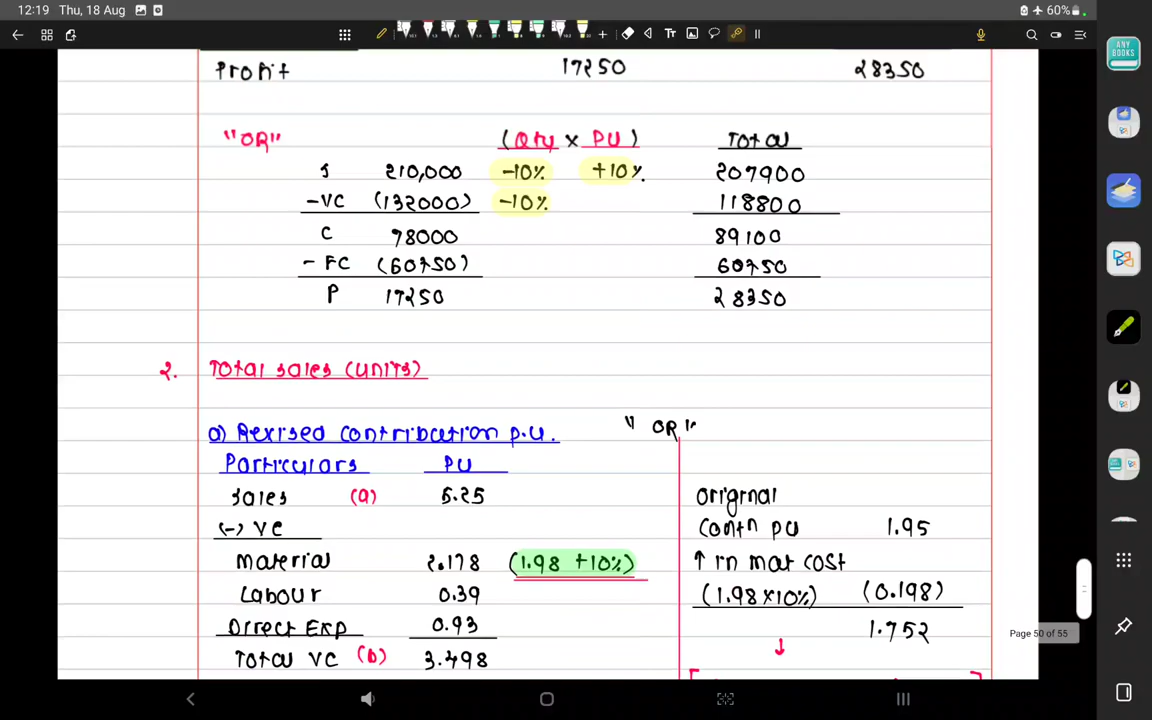 12:19 Thu, 18 Aug 60%
Profit 17250 28350
"OR" (Qty x PU) Total
S 210,000 -10% +10% 207900
-VC (132000) -10% 118800
C 78000 89100
- FC (60750) 60750
P 17250 28350
2. Total sales (units)
a) Revised contribution p.u. "OR"
Particulars PU
sales (a) 5.25 original
(-) VC contn PU 1.95
Material 2.178 (1.98 +10%) ↑ in mat cost
Labour 0.39 (1.98x10%) (0.198)
Direct Exp 0.93 1.752
Page 50 of 55
Total VC (b) 3.498 ↓
ANY BOOKS